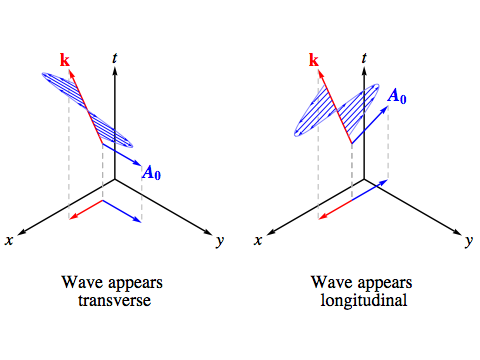 k
t
A0
x
y
Wave appears
transverse
k
t
A0
x
y
Wave appears
longitudinal